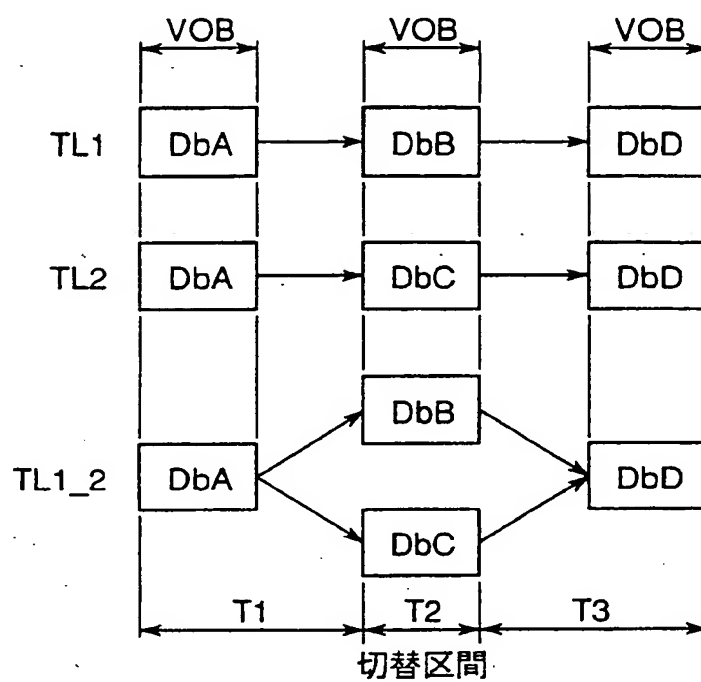 VOB VOB VOB
TL1 DbA DbB DbD
TL2 DbA DbC DbD
DbB
TL1_2 DbA DbD
DbC
T1 T2 T3
切替区間